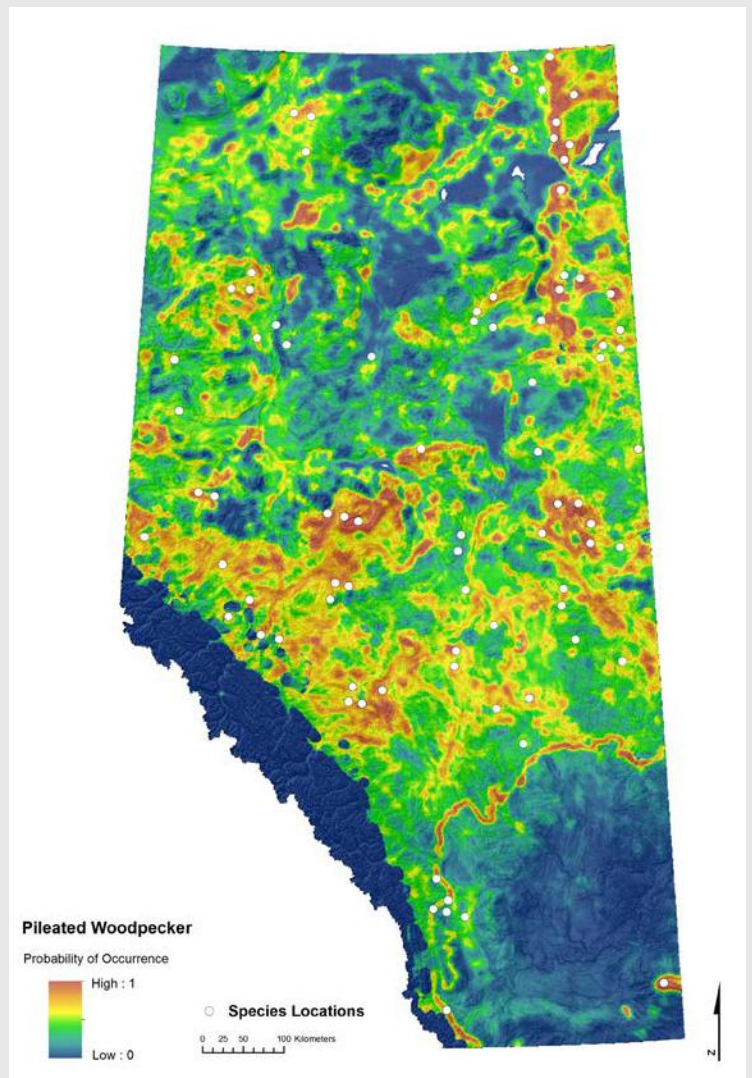 Pileated Woodpecker
Probability of Occurrence
High : 1
Low : 0
Species Locations
0 25 50 100 Kilometers
N